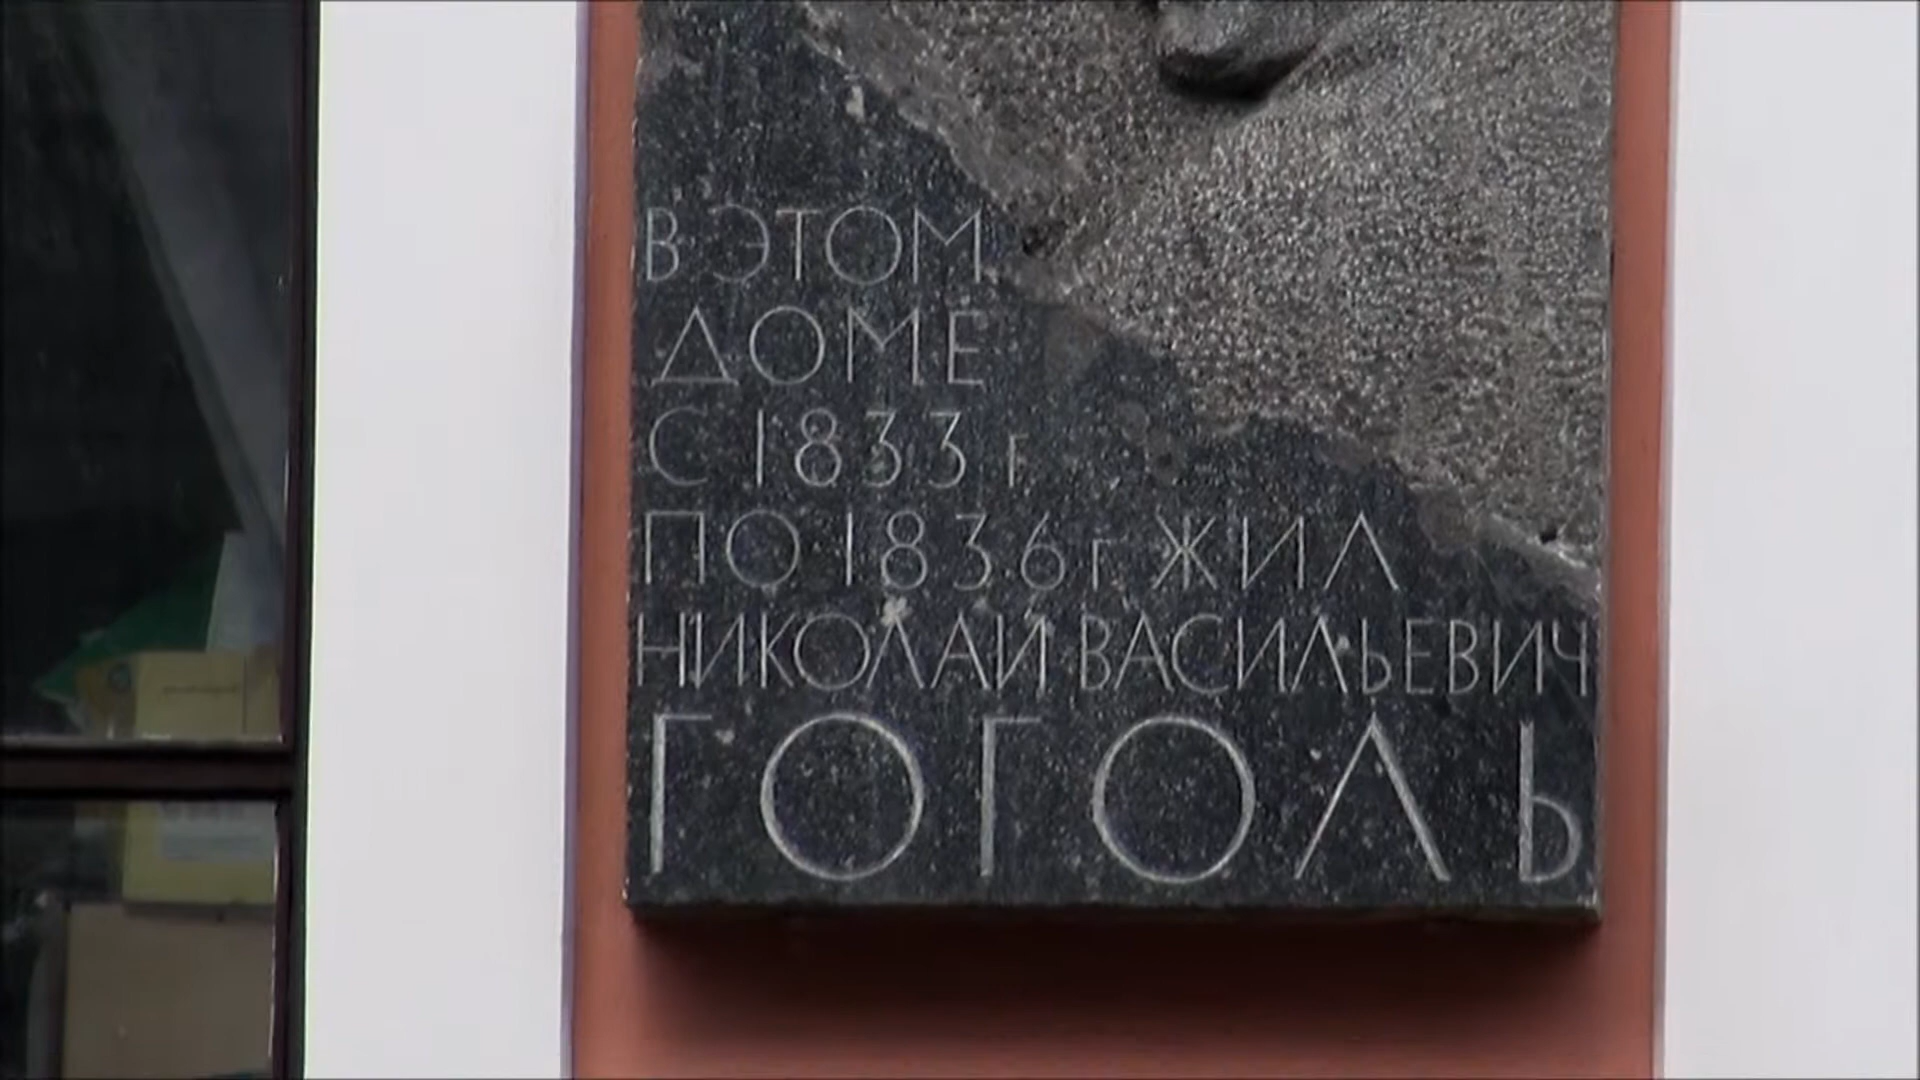 В ЭТОМ
ДОМЕ
С 1833 г
ПО 1836 г. ЖИЛ
НИКОЛАЙ ВАСИЛЬЕВИЧ
ГОГОЛЬ